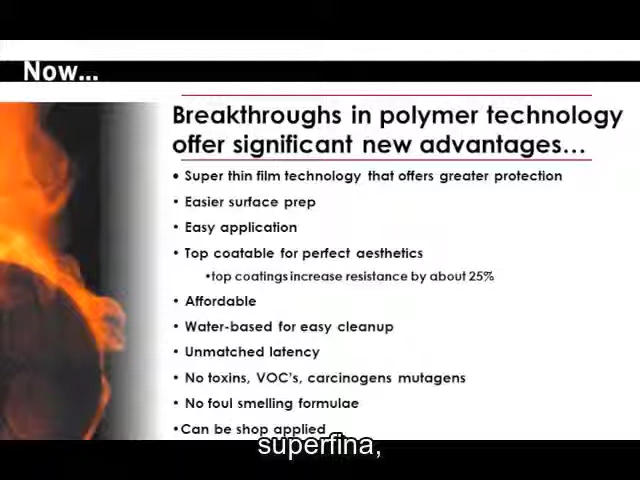 Now...
Breakthroughs in polymer technology
offer significant new advantages…
• Super thin film technology that offers greater protection
• Easier surface prep
• Easy application
• Top coatable for perfect aesthetics
•top coatings increase resistance by about 25%
• Affordable
• Water-based for easy cleanup
• Unmatched latency
• No toxins, VOC's, carcinogens mutagens
• No foul smelling formulae
•Can be shop applied
superfina,